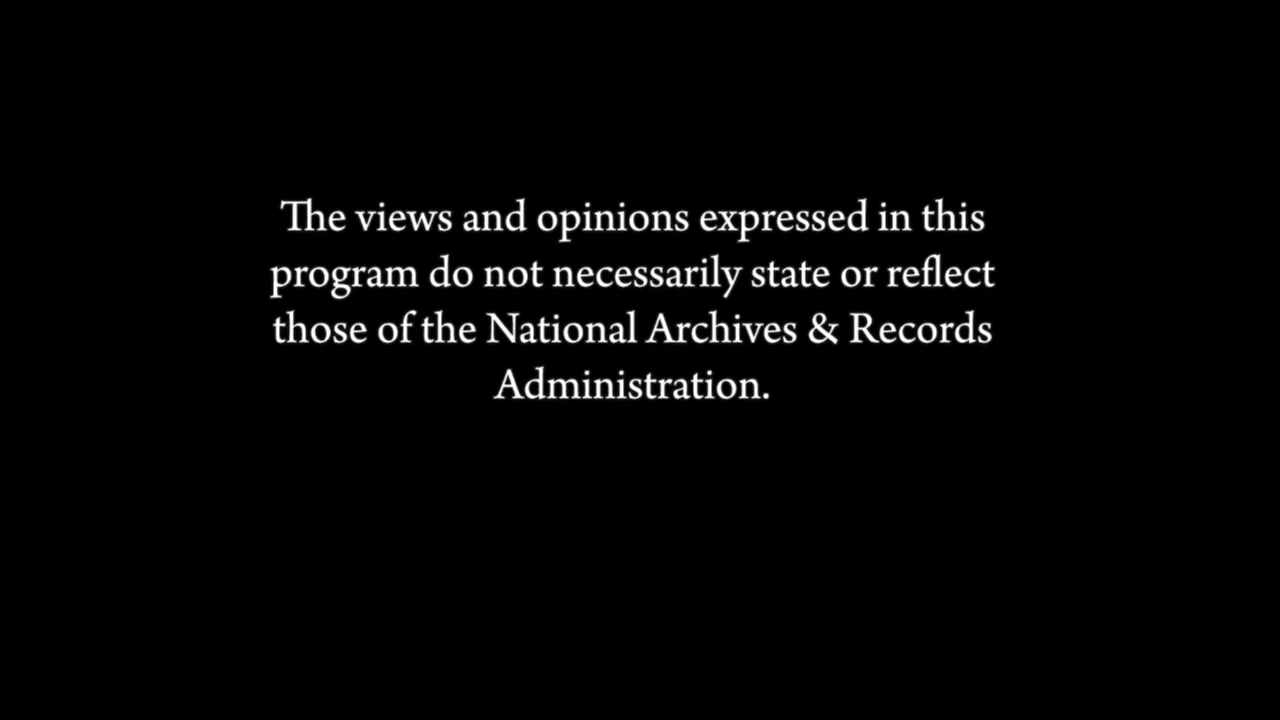 The views and opinions expressed in this
program do not necessarily state or reflect
those of the National Archives & Records
Administration.